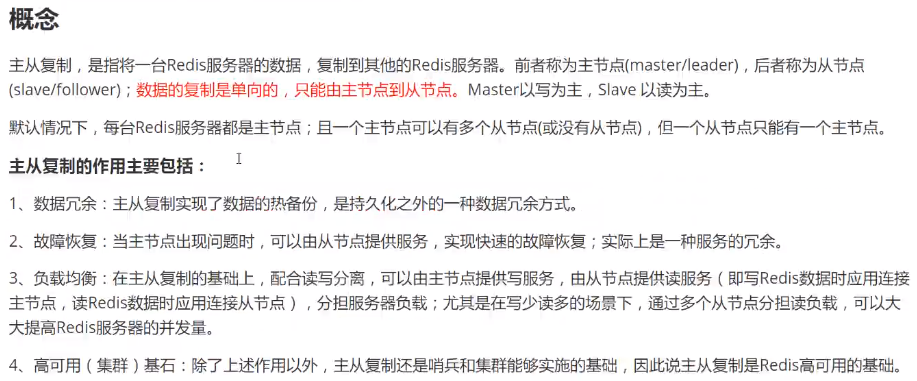 概念
主从复制，是指将一台Redis服务器的数据，复制到其他的Redis服务器。前者称为主节点(master/leader)，后者称为从节点
(slave/follower)；数据的复制是单向的，只能由主节点到从节点。Master以写为主，Slave 以读为主。
默认情况下，每台Redis服务器都是主节点；且一个主节点可以有多个从节点(或没有从节点)，但一个从节点只能有一个主节点。
主从复制的作用主要包括：
1、数据冗余：主从复制实现了数据的热备份，是持久化之外的一种数据冗余方式。
2、故障恢复：当主节点出现问题时，可以由从节点提供服务，实现快速的故障恢复；实际上是一种服务的冗余。
3、负载均衡：在主从复制的基础上，配合读写分离，可以由主节点提供写服务，由从节点提供读服务（即写Redis数据时应用连接
主节点，读Redis数据时应用连接从节点），分担服务器负载；尤其是在写少读多的场景下，通过多个从节点分担读负载，可以大
大提高Redis服务器的并发量。
4、高可用（集群）基石：除了上述作用以外，主从复制还是哨兵和集群能够实施的基础，因此说主从复制是Redis高可用的基础。